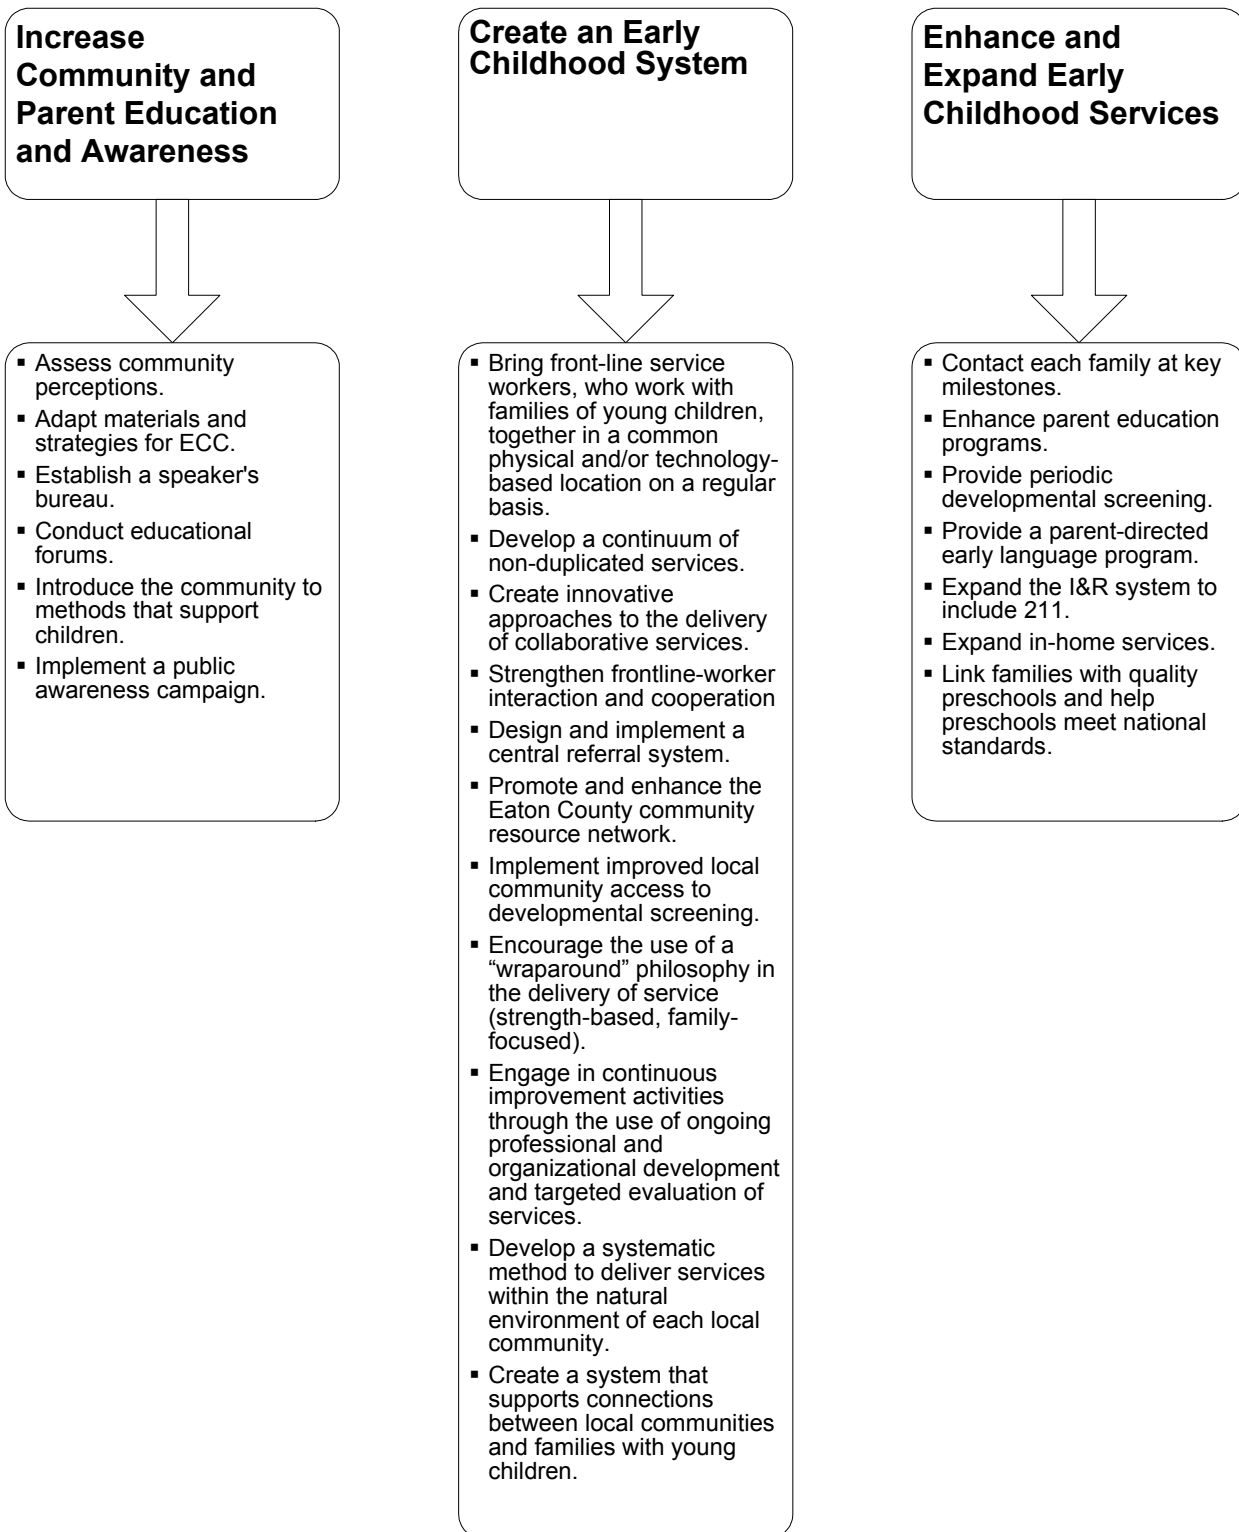 Increase
Community and
Parent Education
and Awareness
▪ Assess community
perceptions.
▪ Adapt materials and
strategies for ECC.
▪ Establish a speaker's
bureau.
▪ Conduct educational
forums.
▪ Introduce the community to
methods that support
children.
▪ Implement a public
awareness campaign.
Create an Early
Childhood System
▪ Bring front-line service
workers, who work with
families of young children,
together in a common
physical and/or technology-
based location on a regular
basis.
▪ Develop a continuum of
non-duplicated services.
▪ Create innovative
approaches to the delivery
of collaborative services.
▪ Strengthen frontline-worker
interaction and cooperation
▪ Design and implement a
central referral system.
▪ Promote and enhance the
Eaton County community
resource network.
▪ Implement improved local
community access to
developmental screening.
▪ Encourage the use of a
“wraparound” philosophy in
the delivery of service
(strength-based, family-
focused).
▪ Engage in continuous
improvement activities
through the use of ongoing
professional and
organizational development
and targeted evaluation of
services.
▪ Develop a systematic
method to deliver services
within the natural
environment of each local
community.
▪ Create a system that
supports connections
between local communities
and families with young
children.
Enhance and
Expand Early
Childhood Services
▪ Contact each family at key
milestones.
▪ Enhance parent education
programs.
▪ Provide periodic
developmental screening.
▪ Provide a parent-directed
early language program.
▪ Expand the I&R system to
include 211.
▪ Expand in-home services.
▪ Link families with quality
preschools and help
preschools meet national
standards.